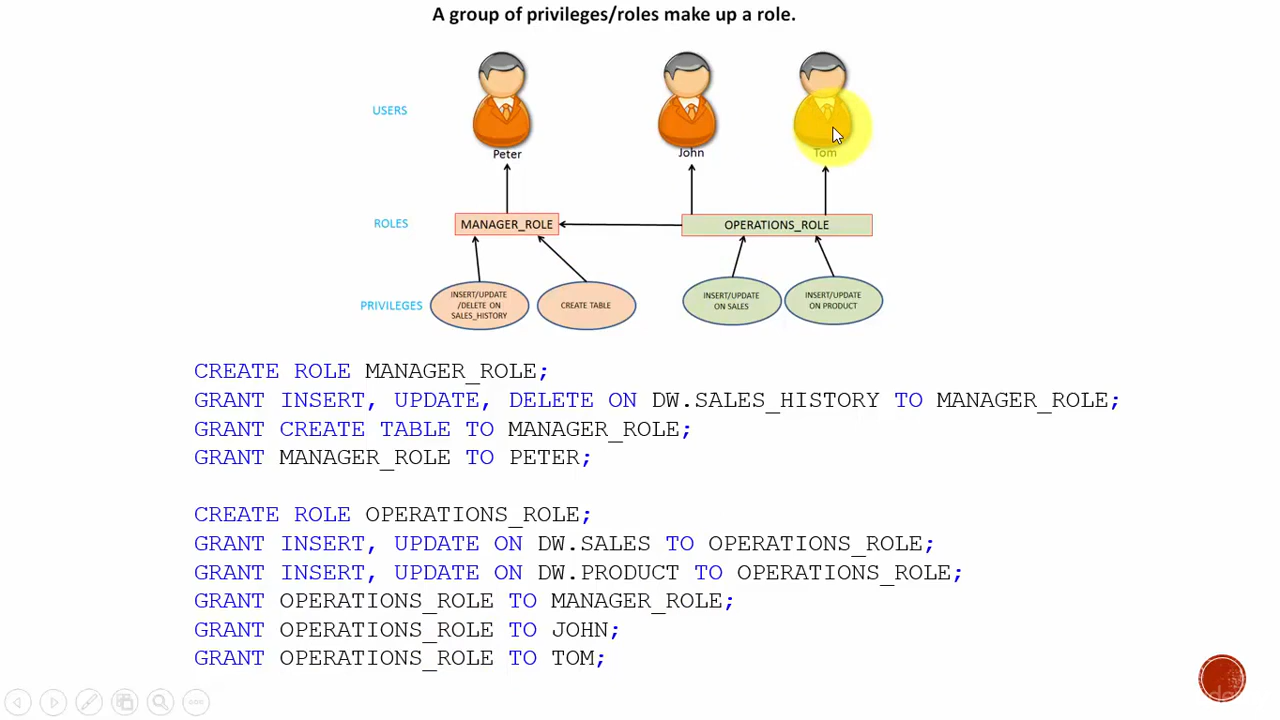 A group of privileges/roles make up a role.
USERS
Peter
John
Tom
ROLES
MANAGER_ROLE
OPERATIONS_ROLE
PRIVILEGES
INSERT/UPDATE
/DELETE ON
SALES_HISTORY
CREATE TABLE
INSERT/UPDATE
ON SALES
INSERT/UPDATE
ON PRODUCT
CREATE ROLE MANAGER_ROLE;
GRANT INSERT, UPDATE, DELETE ON DW.SALES_HISTORY TO MANAGER_ROLE;
GRANT CREATE TABLE TO MANAGER_ROLE;
GRANT MANAGER_ROLE TO PETER;
CREATE ROLE OPERATIONS_ROLE;
GRANT INSERT, UPDATE ON DW.SALES TO OPERATIONS_ROLE;
GRANT INSERT, UPDATE ON DW.PRODUCT TO OPERATIONS_ROLE;
GRANT OPERATIONS_ROLE TO MANAGER_ROLE;
GRANT OPERATIONS_ROLE TO JOHN;
GRANT OPERATIONS_ROLE TO TOM;